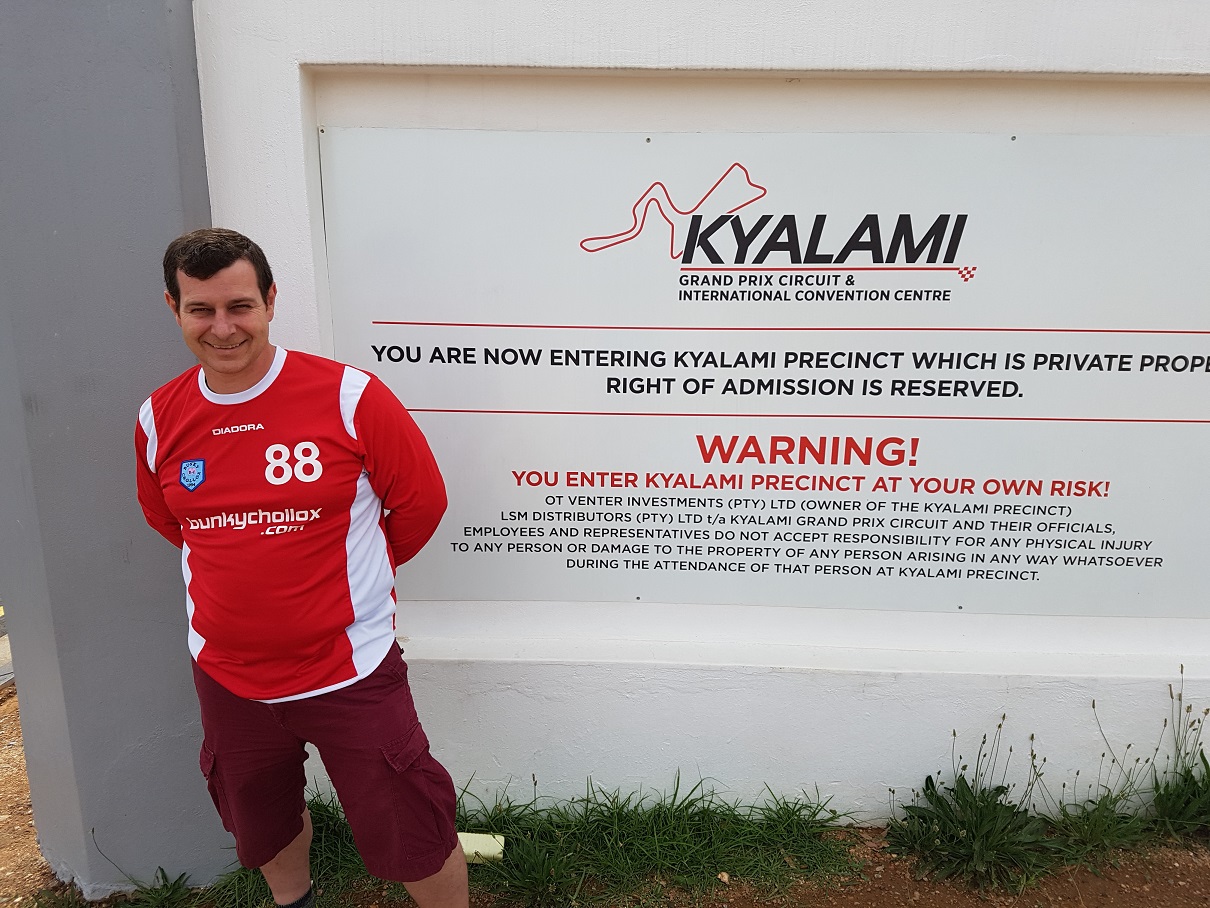 KYALAMI
GRAND PRIX CIRCUIT &
INTERNATIONAL CONVENTION CENTRE
YOU ARE NOW ENTERING KYALAMI PRECINCT WHICH IS PRIVATE PROPE
RIGHT OF ADMISSION IS RESERVED.
WARNING!
YOU ENTER KYALAMI PRECINCT AT YOUR OWN RISK!
OT VENTER INVESTMENTS (PTY) LTD (OWNER OF THE KYALAMI PRECINCT)
LSM DISTRIBUTORS (PTY) LTD t/a KYALAMI GRAND PRIX CIRCUIT AND THEIR OFFICIALS,
EMPLOYEES AND REPRESENTATIVES DO NOT ACCEPT RESPONSIBILITY FOR ANY PHYSICAL INJURY
TO ANY PERSON OR DAMAGE TO THE PROPERTY OF ANY PERSON ARISING IN ANY WAY WHATSOEVER
DURING THE ATTENDANCE OF THAT PERSON AT KYALAMI PRECINCT.
DIADORA
88
bunkychollox
.com